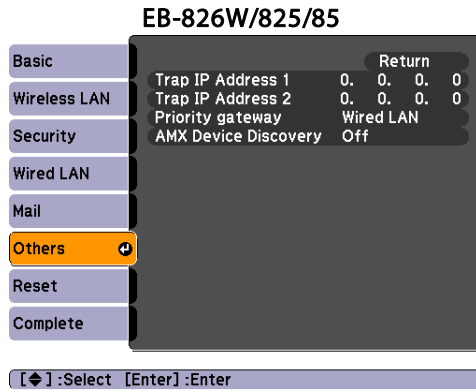 EB-826W/825/85
Basic
Wireless LAN
Security
Wired LAN
Mail
Others
Reset
Complete
Return
Trap IP Address 1 0. 0. 0. 0
Trap IP Address 2 0. 0. 0. 0
Priority gateway Wired LAN
AMX Device Discovery Off
[◆] :Select [Enter] :Enter